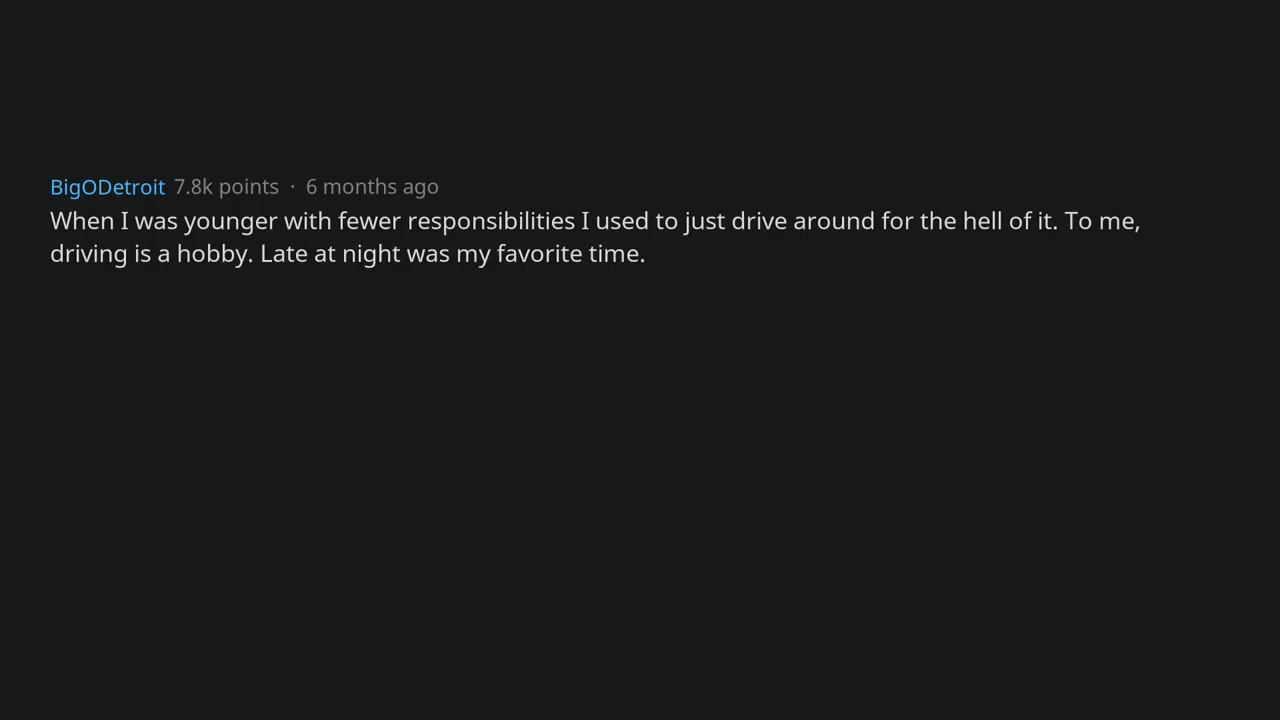 BigODetroit 7.8k points · 6 months ago
When I was younger with fewer responsibilities I used to just drive around for the hell of it. To me,
driving is a hobby. Late at night was my favorite time.